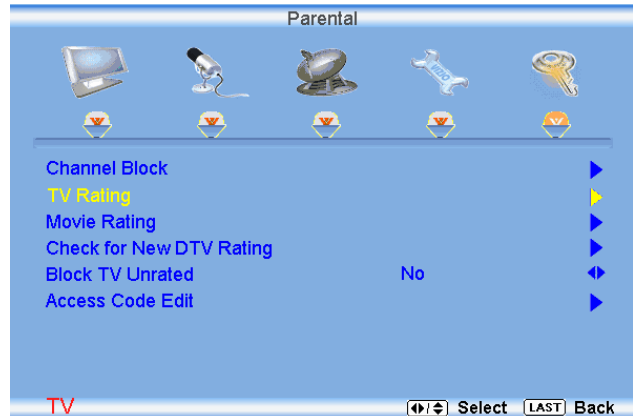 Parental
Channel Block
TV Rating
Movie Rating
Check for New DTV Rating
Block TV Unrated No
Access Code Edit
TV Select LAST Back